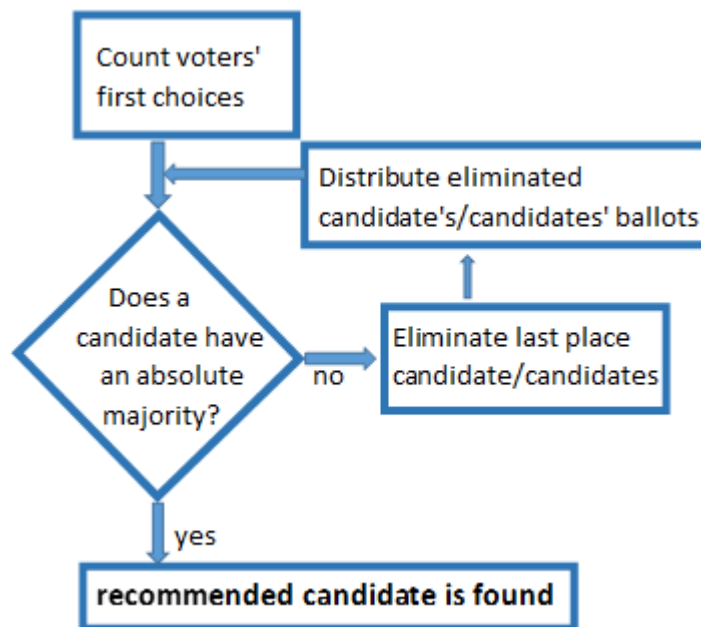 Count voters'
first choices
Distribute eliminated
candidate's/candidates' ballots
Does a
candidate have
an absolute
majority?
no
Eliminate last place
candidate/candidates
yes
recommended candidate is found